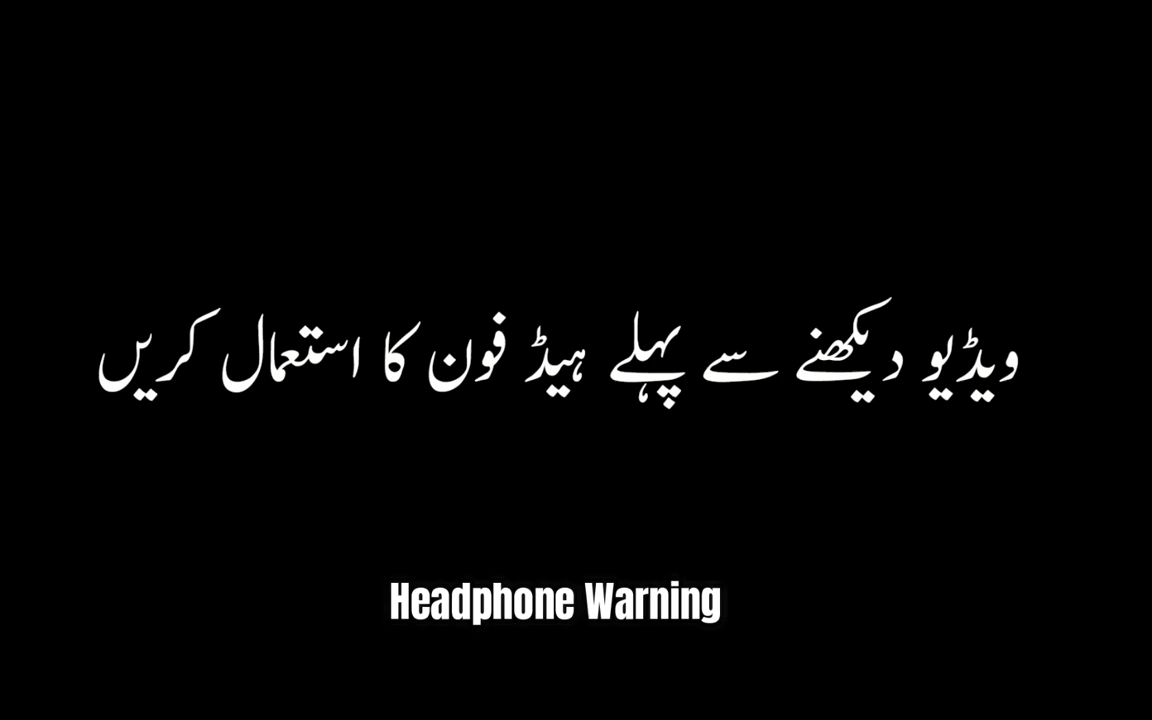 ویڈیو دیکھنے سے پہلے ہیڈ فون کا استعمال کریں
Headphone Warning